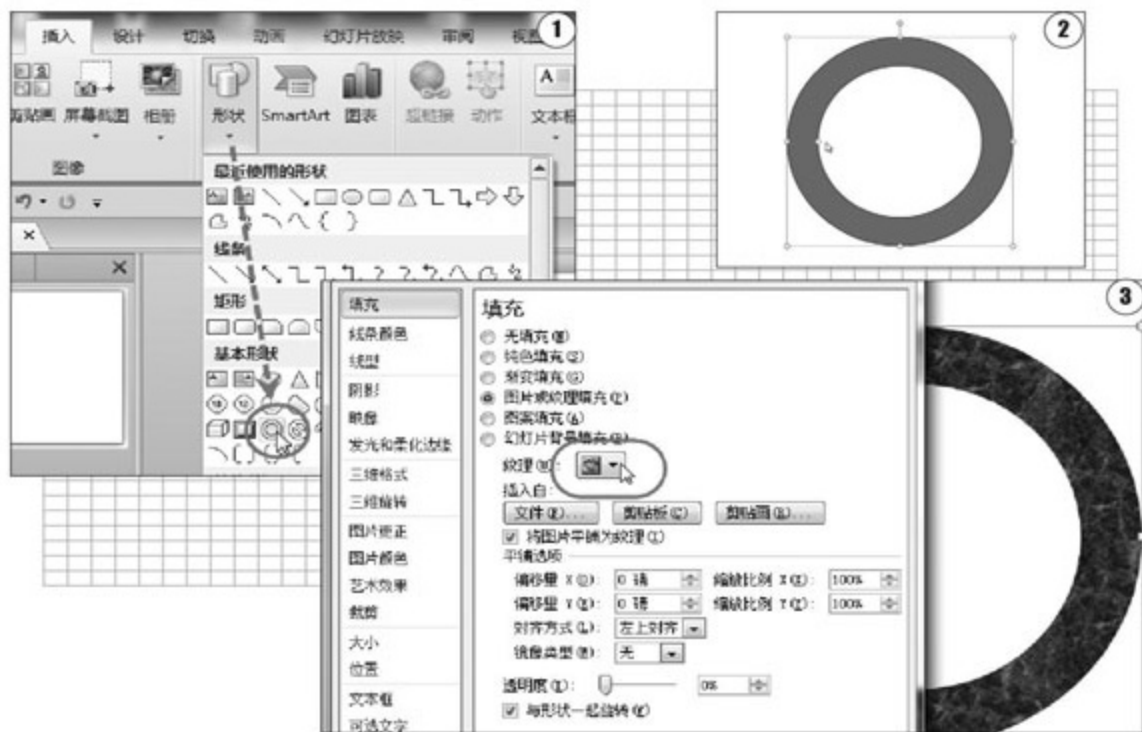 1
插入 设计 切换 动画 幻灯片放映 审阅 视图
剪贴画 屏幕截图 相册 形状 SmartArt 图表 超链接 动作 文本框
图像
最近使用的形状
线条
矩形
基本形状
2
3
填充
线条颜色
线型
阴影
映像
发光和柔化边缘
三维格式
三维旋转
图片更正
图片颜色
艺术效果
裁剪
大小
位置
文本框
可选文字
填充
无填充(N)
纯色填充(S)
渐变填充(G)
图片或纹理填充(P)
图案填充(A)
幻灯片背景填充(B)
纹理(U):
插入自:
文件(F)... 剪贴板(C) 剪贴画(R)...
将图片平铺为纹理(I)
平铺选项
偏移量 X(O): 0 磅 缩放比例 X(X): 100%
偏移量 Y(E): 0 磅 缩放比例 Y(Y): 100%
对齐方式(L): 左上对齐
镜像类型(M): 无
透明度(T): 0%
与形状一起旋转(W)